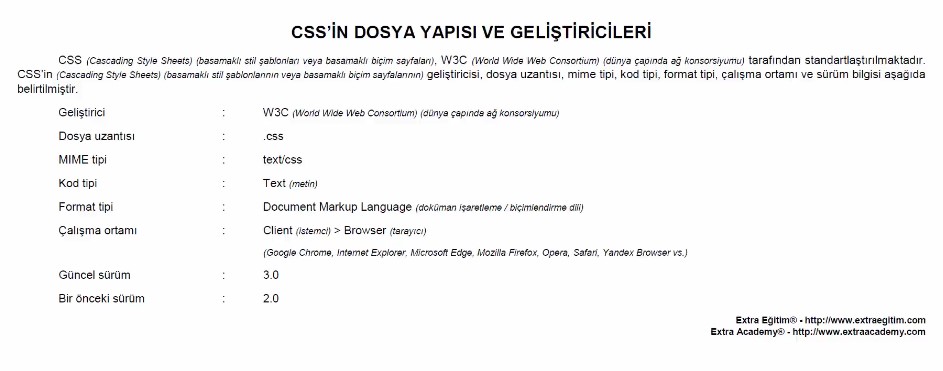 CSS'İN DOSYA YAPISI VE GELİŞTİRİCİLERİ
CSS (Cascading Style Sheets) (basamaklı stil şablonları veya basamaklı biçim sayfaları), W3C (World Wide Web Consortium) (dünya çapında ağ konsorsiyumu) tarafından standartlaştırılmaktadır.
CSS'in (Cascading Style Sheets) (basamaklı stil şablonlarının veya basamaklı biçim sayfalarının) geliştiricisi, dosya uzantısı, mime tipi, kod tipi, format tipi, çalışma ortamı ve sürüm bilgisi aşağıda
belirtilmiştir.
Geliştirici : W3C (World Wide Web Consortium) (dünya çapında ağ konsorsiyumu)
Dosya uzantısı : .css
MIME tipi : text/css
Kod tipi : Text (metin)
Format tipi : Document Markup Language (doküman işaretleme / biçimlendirme dili)
Çalışma ortamı : Client (istemci) > Browser (tarayıcı)
(Google Chrome, Internet Explorer, Microsoft Edge, Mozilla Firefox, Opera, Safari, Yandex Browser vs.)
Güncel sürüm : 3.0
Bir önceki sürüm : 2.0
Extra Eğitim® - http://www.extraegitim.com
Extra Academy® - http://www.extraacademy.com